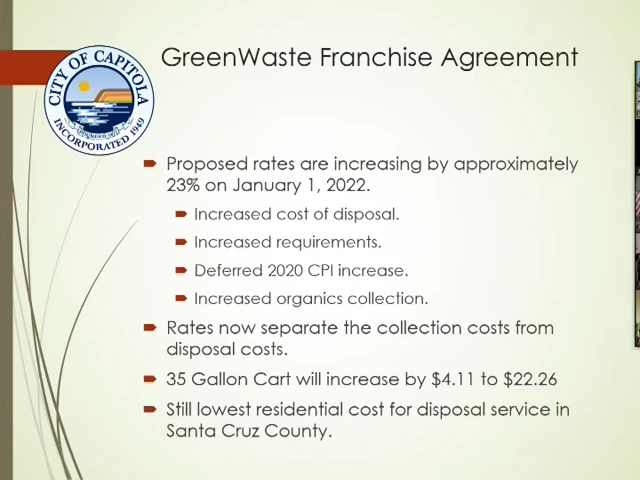 GreenWaste Franchise Agreement
CITY OF CAPITOLA
INCORPORATED 1949
Proposed rates are increasing by approximately
23% on January 1, 2022.
Increased cost of disposal.
Increased requirements.
Deferred 2020 CPI increase.
Increased organics collection.
Rates now separate the collection costs from
disposal costs.
35 Gallon Cart will increase by $4.11 to $22.26
Still lowest residential cost for disposal service in
Santa Cruz County.